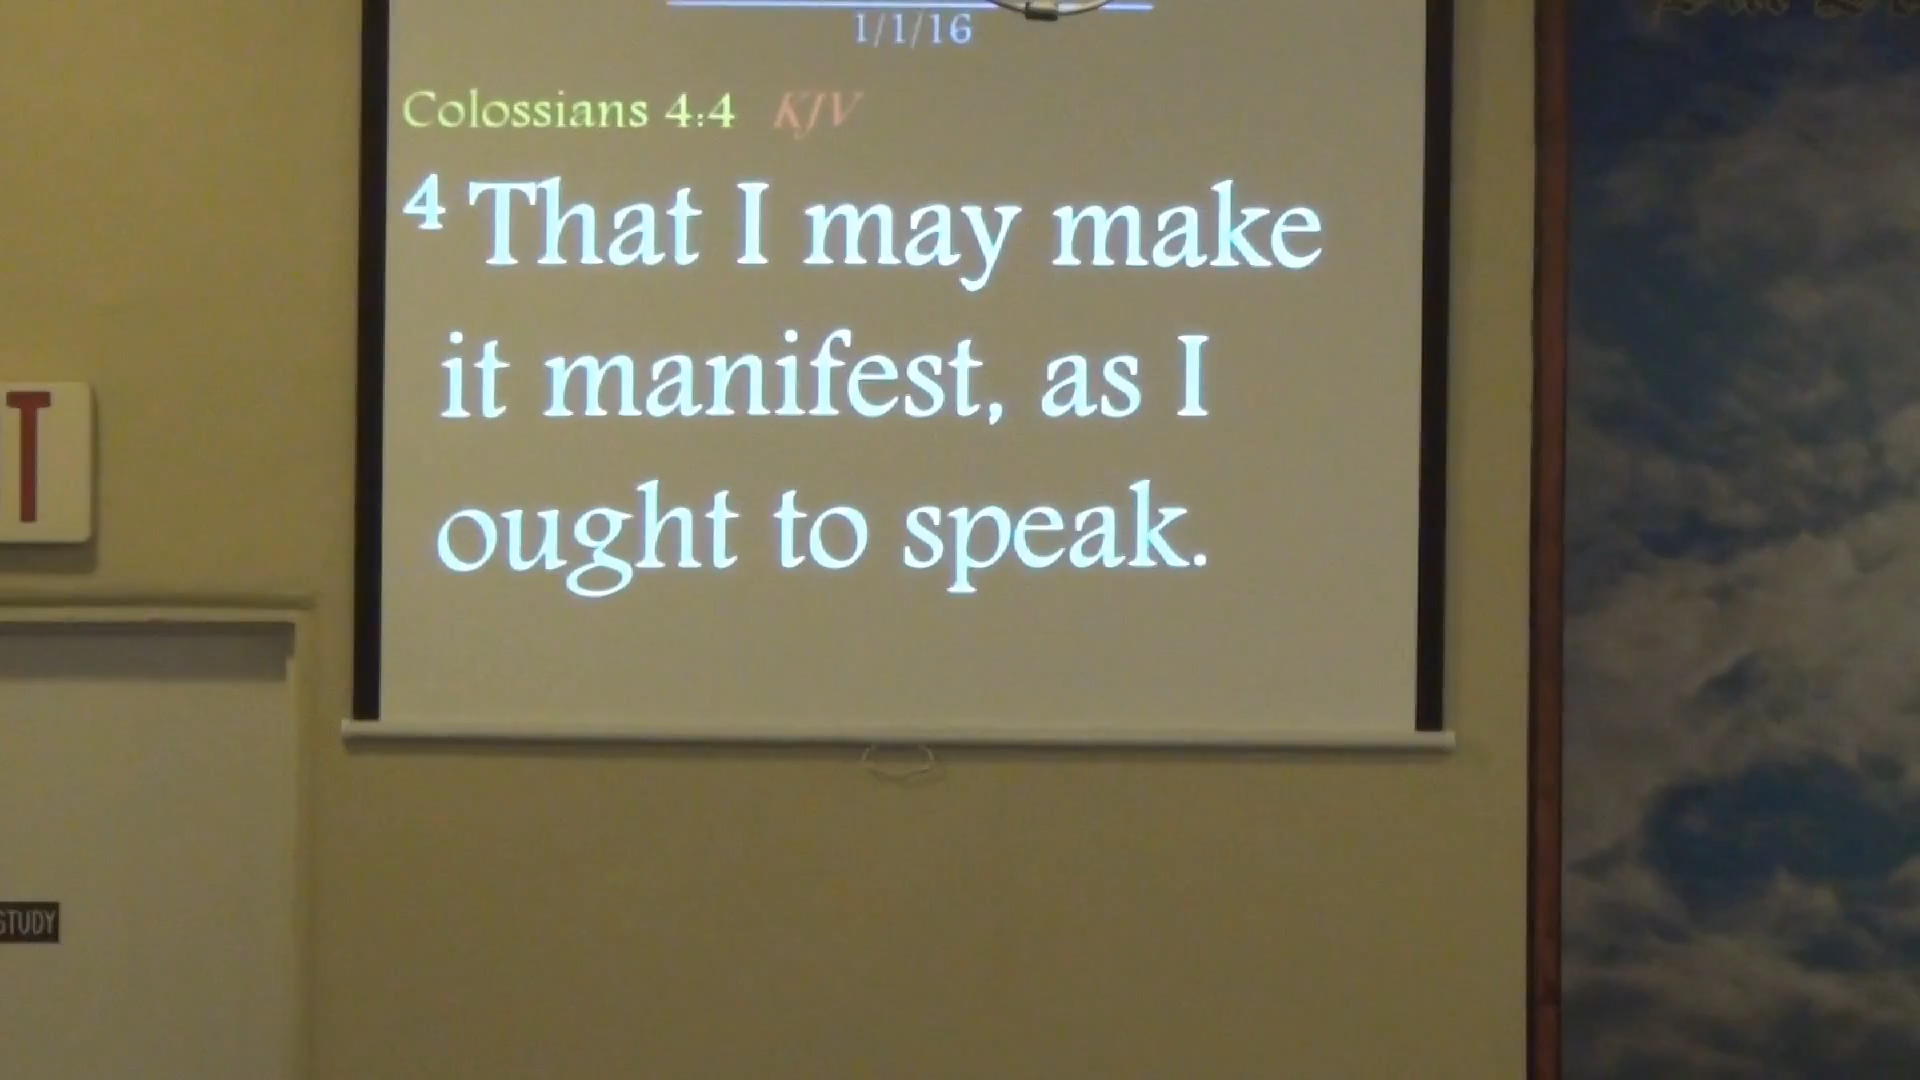 1/1/16
Colossians 4:4 KJV
4 That I may make
it manifest, as I
ought to speak.
T
STUDY